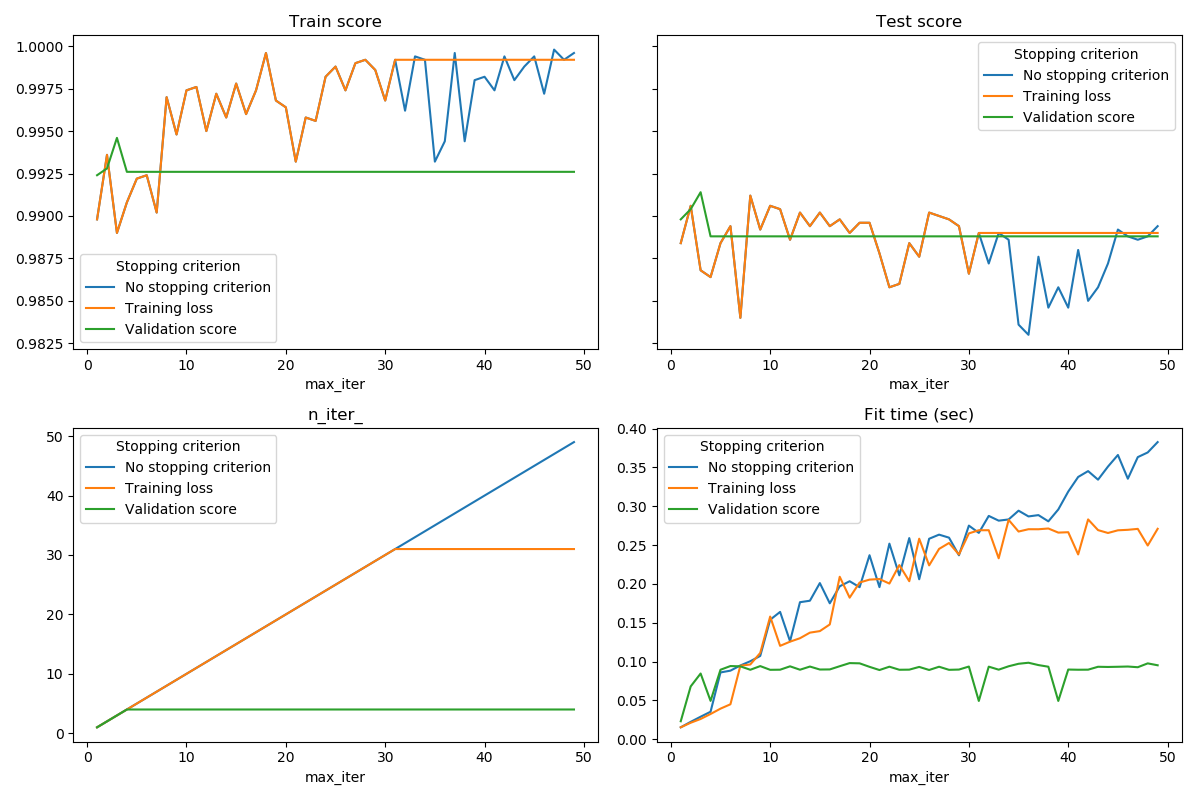 Train score
1.0000
0.9975
0.9950
0.9925
0.9900
0.9875
0.9850
0.9825
Stopping criterion
No stopping criterion
Training loss
Validation score
0 10 20 30 40 50
max_iter
Test score
Stopping criterion
No stopping criterion
Training loss
Validation score
0 10 20 30 40 50
max_iter
n_iter_
50
40
30
20
10
0
Stopping criterion
No stopping criterion
Training loss
Validation score
0 10 20 30 40 50
max_iter
Fit time (sec)
0.40
0.35
0.30
0.25
0.20
0.15
0.10
0.05
0.00
Stopping criterion
No stopping criterion
Training loss
Validation score
0 10 20 30 40 50
max_iter